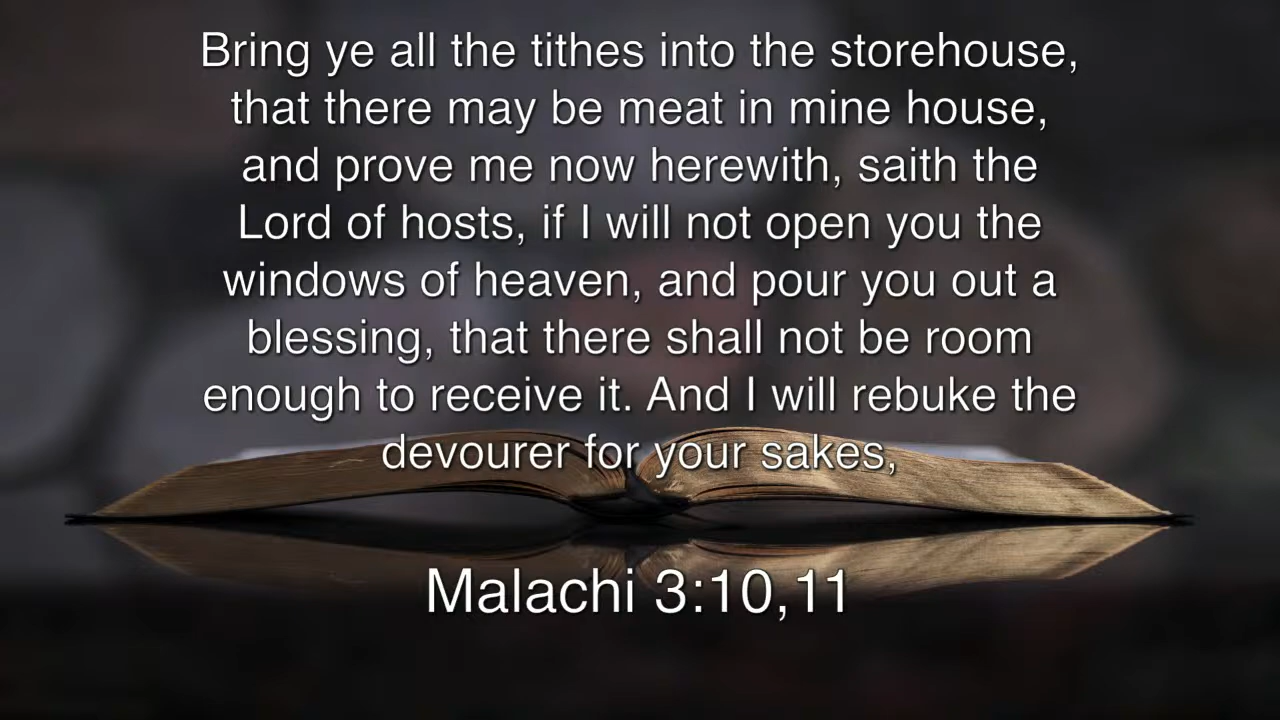 Bring ye all the tithes into the storehouse,
that there may be meat in mine house,
and prove me now herewith, saith the
Lord of hosts, if I will not open you the
windows of heaven, and pour you out a
blessing, that there shall not be room
enough to receive it. And I will rebuke the
devourer for your sakes,
Malachi 3:10,11